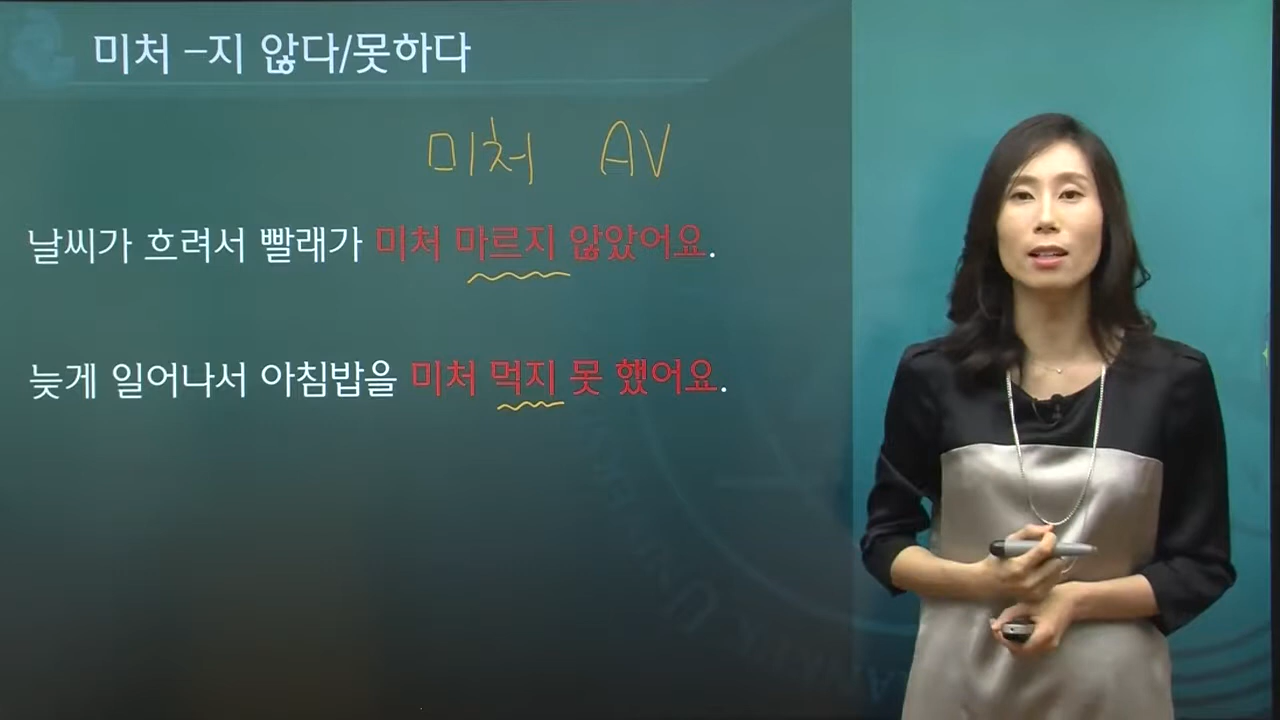 미처 –지 않다/못하다
미처 AV
날씨가 흐려서 빨래가 미처 마르지 않았어요.
늦게 일어나서 아침밥을 미처 먹지 못 했어요.